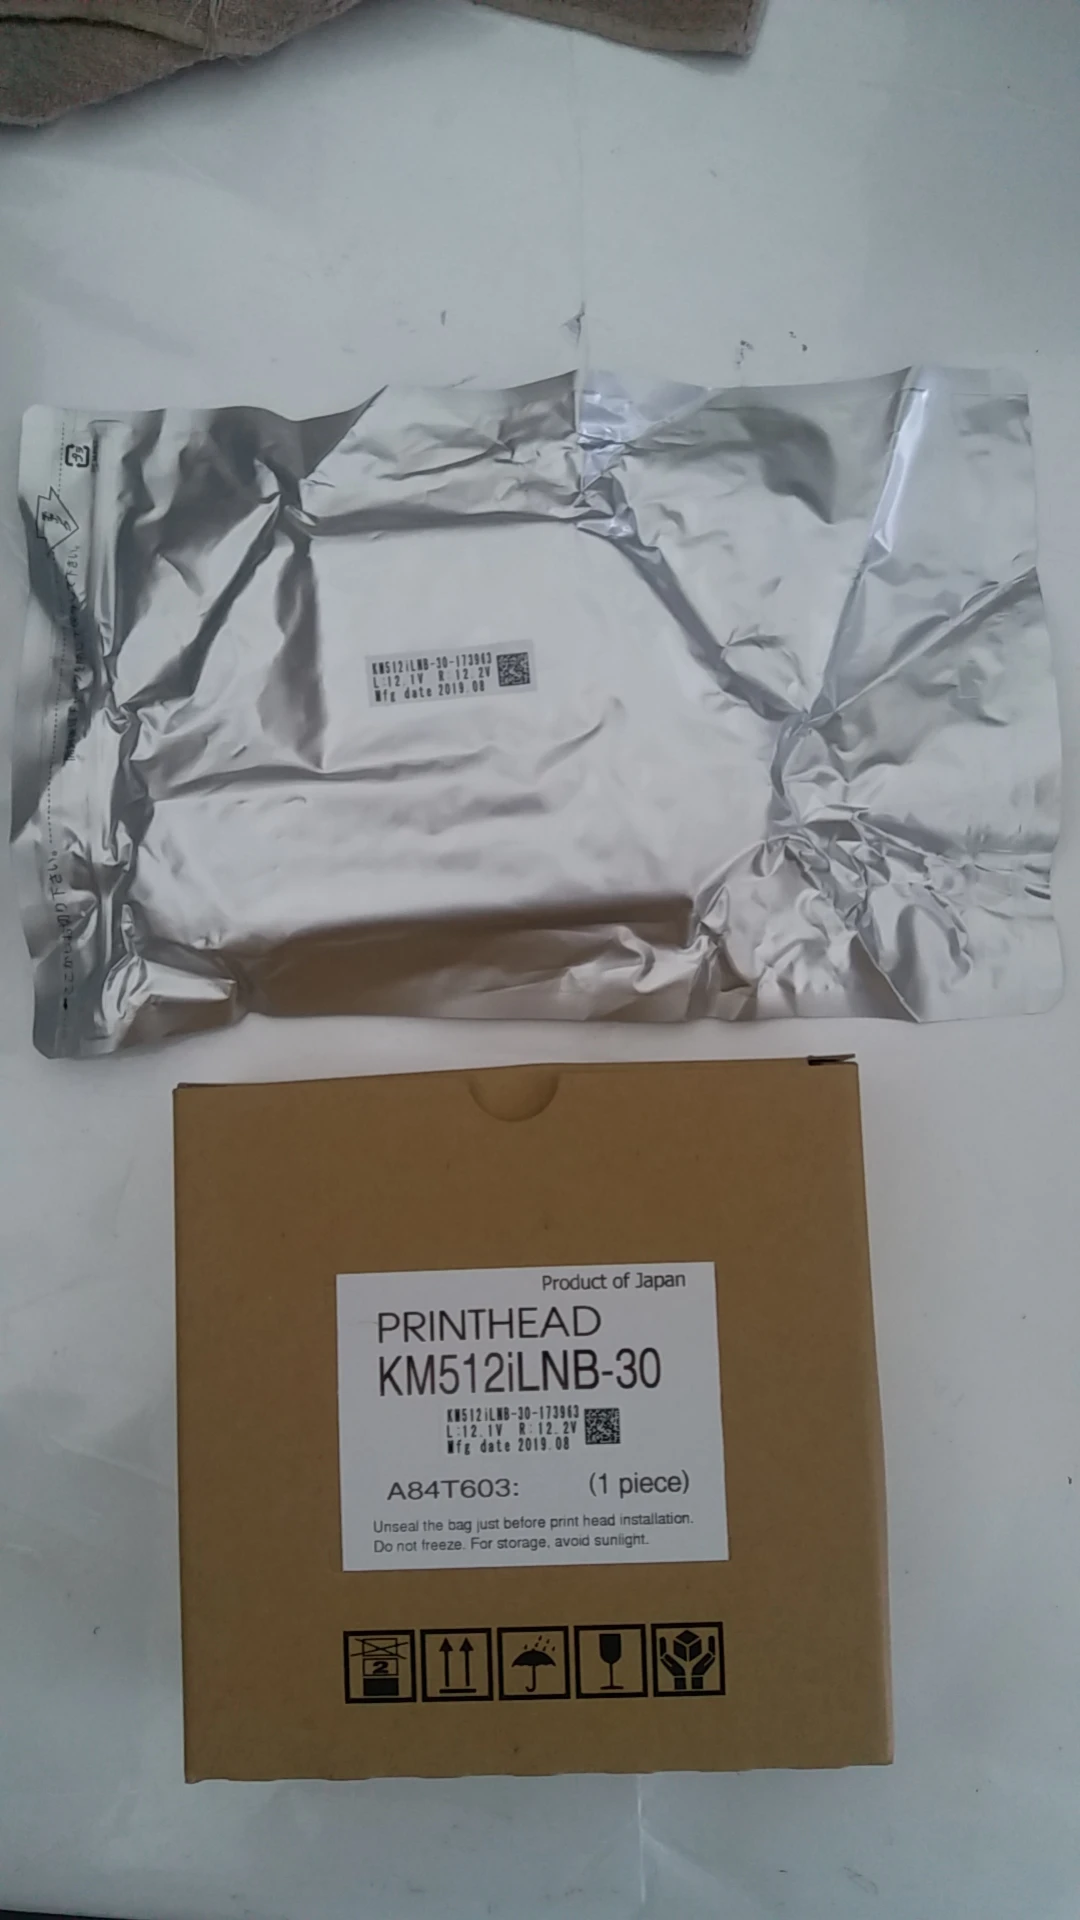 KM512iLNB-30-173963
L:12.1V R:12.2V
Mfg date 2019.08
Product of Japan
PRINTHEAD
KM512iLNB-30
KM512iLNB-30-173963
L:12.1V R:12.2V
Mfg date 2019.08
A84T603: (1 piece)
Unseal the bag just before print head installation.
Do not freeze. For storage, avoid sunlight.
2